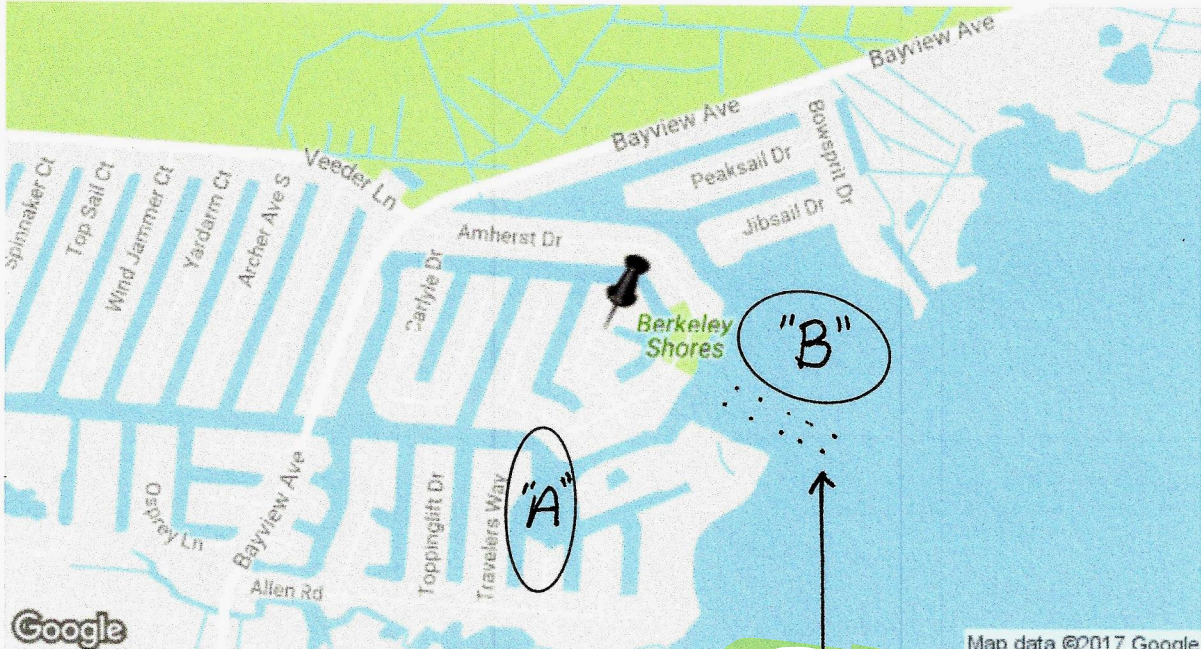 Bayview Ave
Bayview Ave
Bowsprit Dr
Peaksail Dr
Veeder Ln
Jibsail Dr
Spinnaker Ct
Top Sail Ct
Wind Jammer Ct
Yardarm Ct
Archer Ave S
Amherst Dr
Carlyle Dr
Berkeley
Shores
"B"
"A"
Osprey Ln
Bayview Ave
Toppinglift Dr
Travelers Way
Allen Rd
Google
Map data ©2017 Google